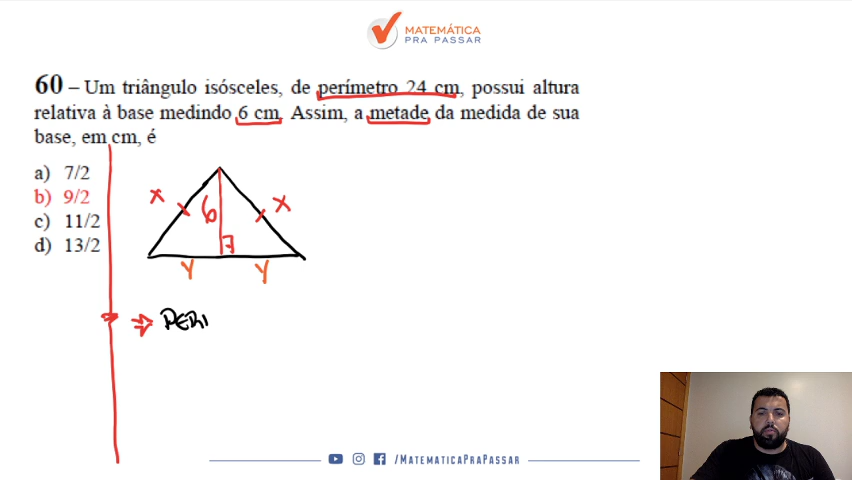 MATEMÁTICA
PRA PASSAR
60 – Um triângulo isósceles, de perímetro 24 cm, possui altura
relativa à base medindo 6 cm. Assim, a metade da medida de sua
base, em cm, é
a) 7/2
b) 9/2
c) 11/2
d) 13/2
x
6
x
Y
Y
⇒ PERI
/MATEMATICAPRAPASSAR